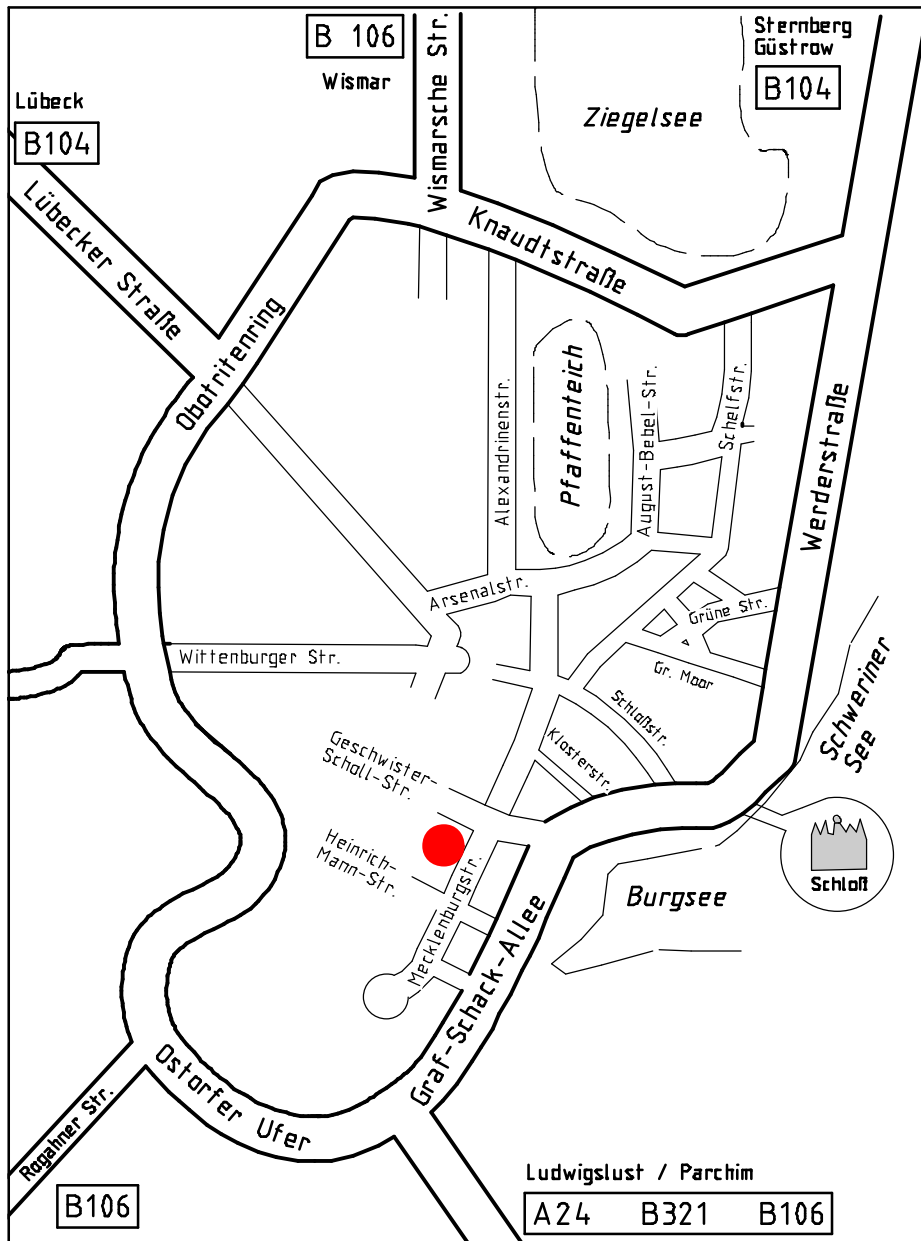 B 106
Wismar
Wismarsche Str.
Sternberg
Güstrow
B104
Lübeck
B104
Ziegelsee
Lübecker Straße
Knaudtstraße
Obotritenring
Alexandrinenstr.
Pfaffenteich
August-Bebel-Str.
Schelfstr.
Werderstraße
Arsenalstr.
Grüne Str.
Wittenburger Str.
Gr. Moor
Schloßstr.
Schweriner
See
Klosterstr.
Geschwister-
Scholl-Str.
Heinrich-
Mann-Str.
Mecklenburgstr.
Burgsee
Schloß
Graf-Schack-Allee
Ostorfer Ufer
Rogahner Str.
B106
Ludwigslust / Parchim
A24 B321 B106